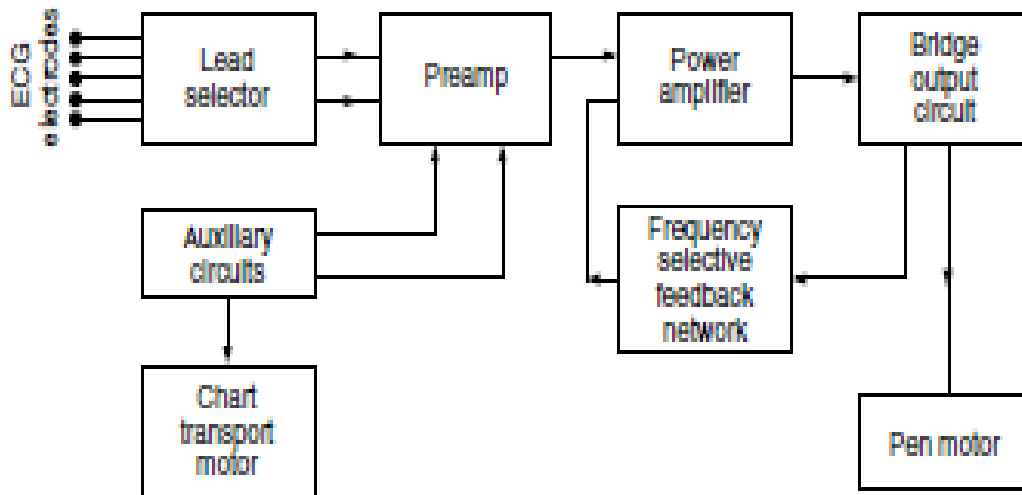 ECG
electrodes
Lead
selector
Preamp
Power
amplifier
Bridge
output
circuit
Auxiliary
circuits
Frequency
selective
feedback
network
Chart
transport
motor
Pen motor